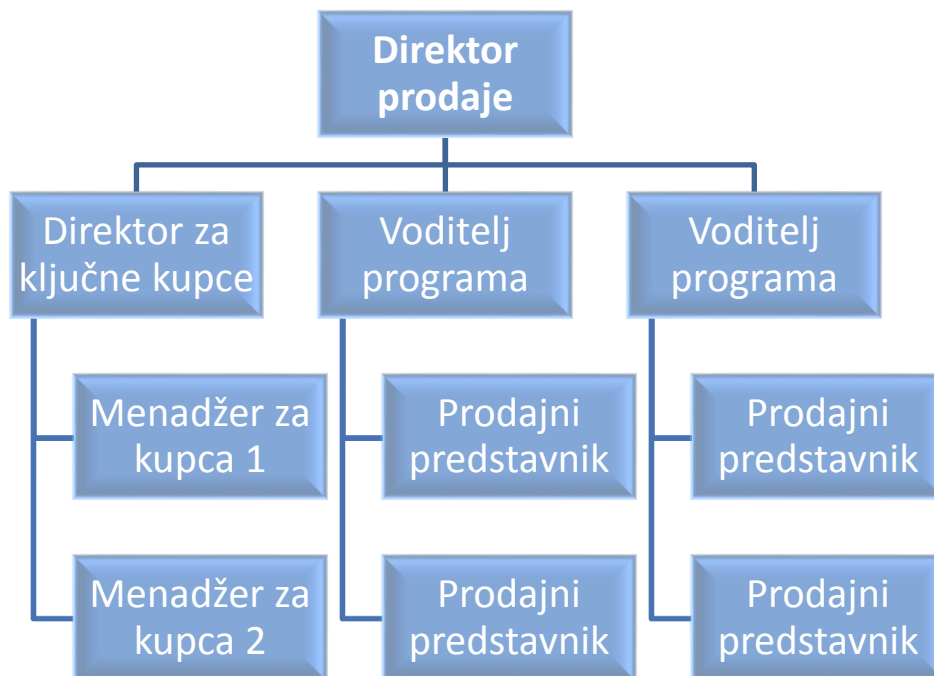 Direktor
prodaje
Direktor za
ključne kupce
Voditelj
programa
Voditelj
programa
Menadžer za
kupca 1
Prodajni
predstavnik
Prodajni
predstavnik
Menadžer za
kupca 2
Prodajni
predstavnik
Prodajni
predstavnik